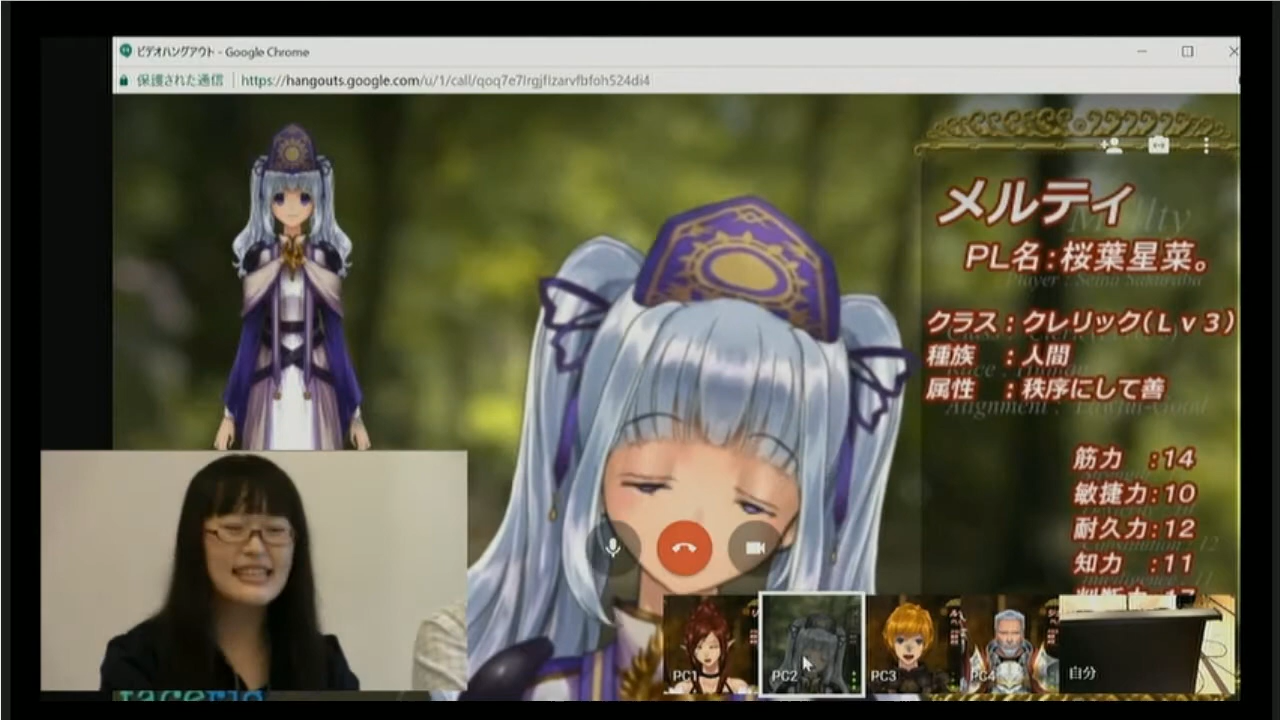 ビデオハングアウト - Google Chrome
保護された通信 https://hangouts.google.com/u/1/call/
メルティ
PL名:桜葉星菜。
クラス:クレリック(Lv3)
種族 :人間
属性 :秩序にして善
筋力 :14
敏捷力:10
耐久力:12
知力 :11
PC1
PC2
PC3
PC4
自分